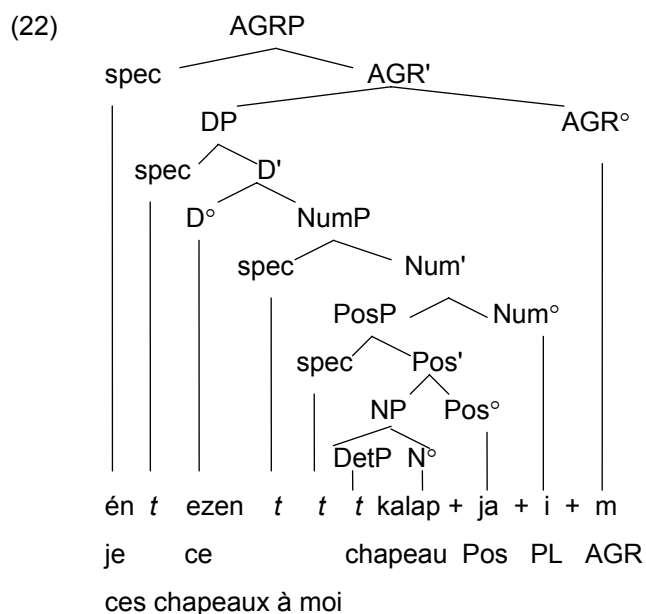 (22) AGRP
spec AGR'
DP AGR°
spec D'
D° NumP
spec Num'
PosP Num°
spec Pos'
NP Pos°
DetP N°
én t ezen t t t kalap + ja + i + m
je ce chapeau Pos PL AGR
ces chapeaux à moi